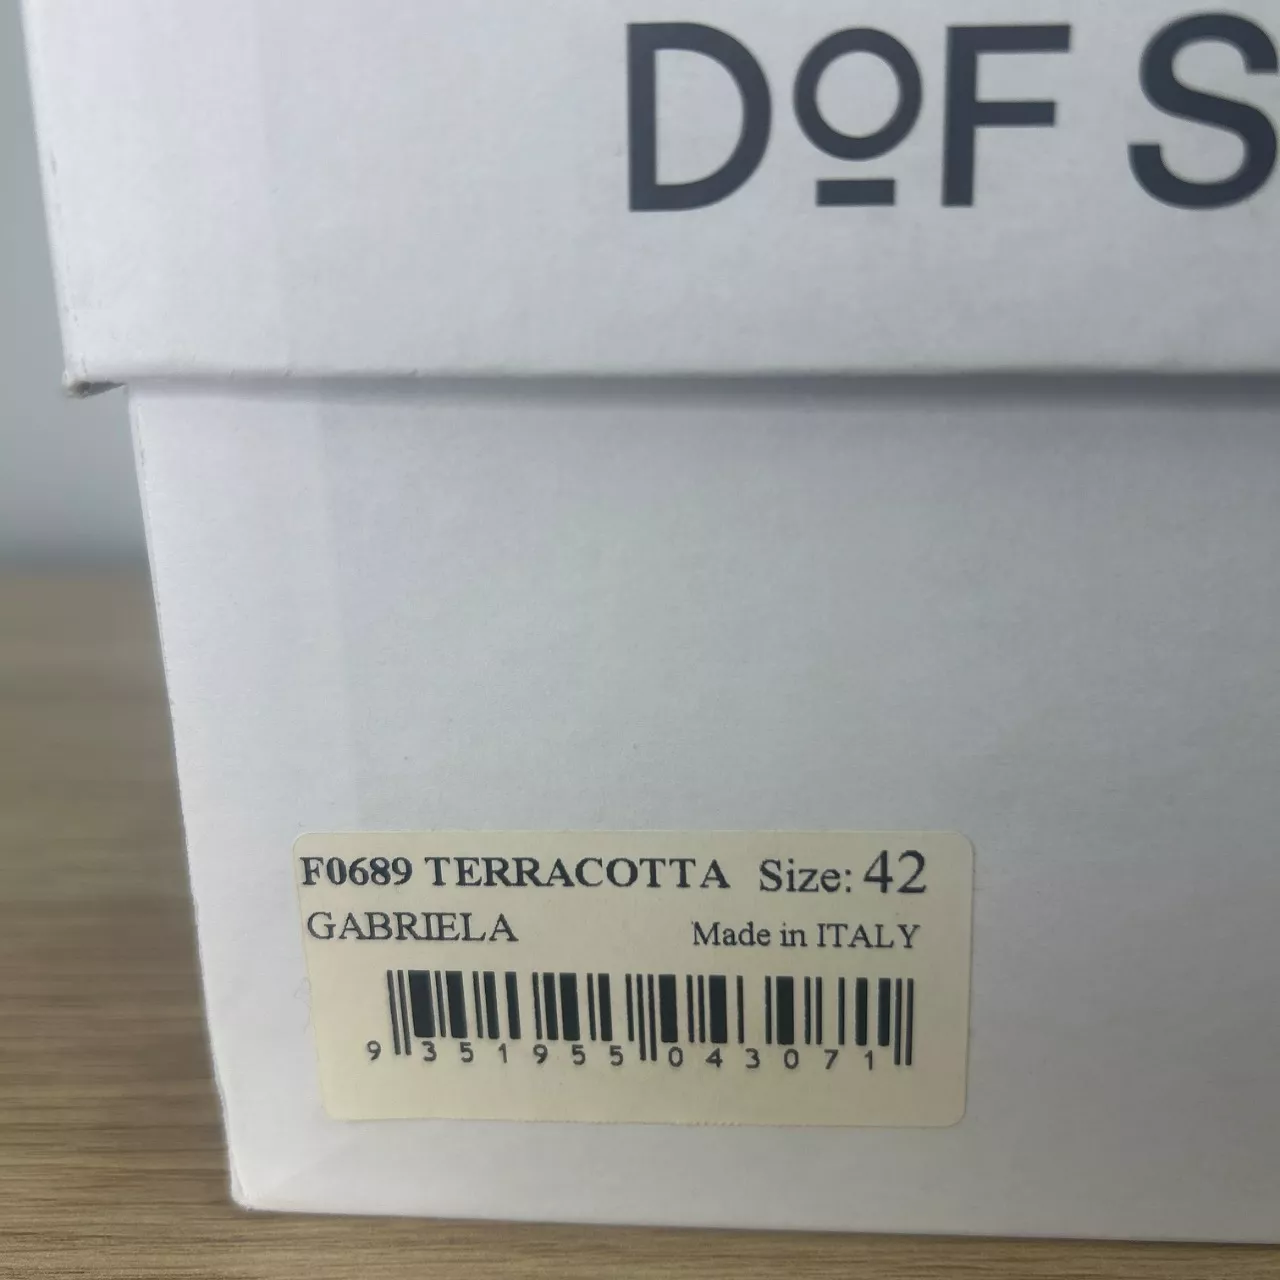 DOF S
F0689 TERRACOTTA Size: 42
GABRIELA Made in ITALY
9 351955 043071